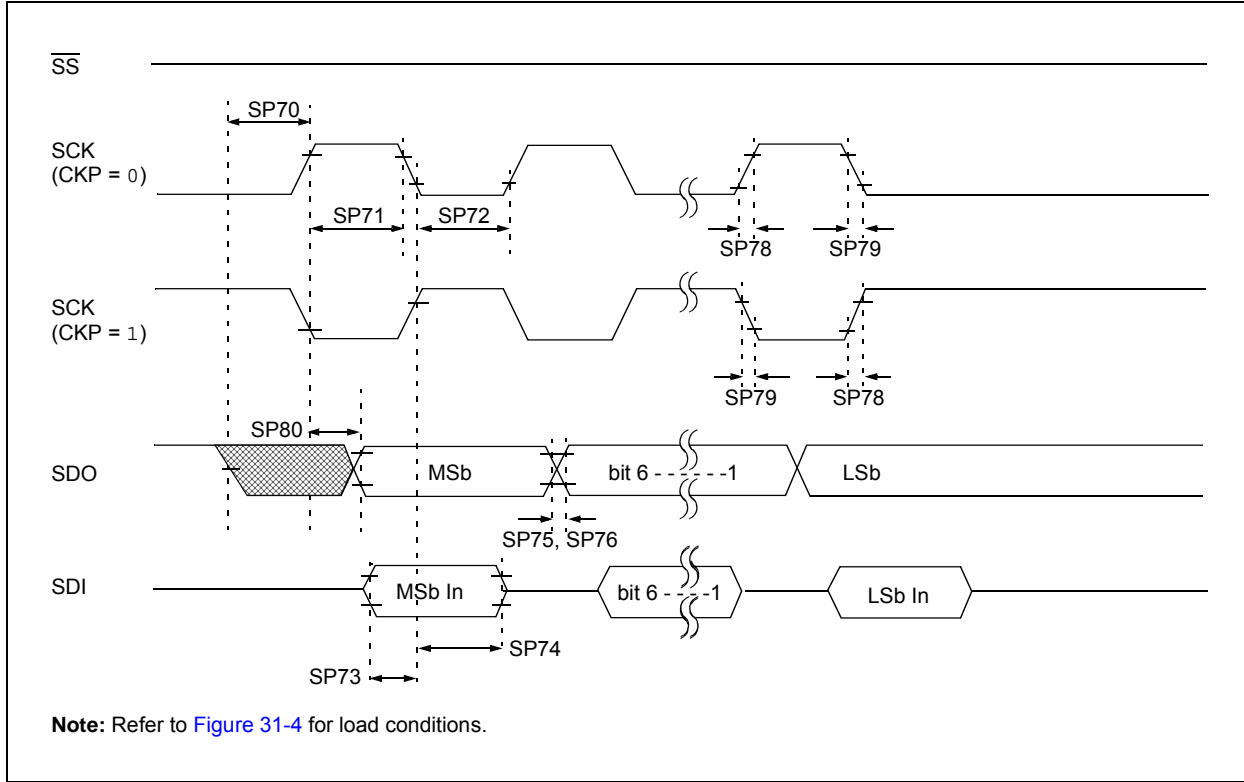 SS
SP70
SCK
(CKP = 0)
SP71
SP72
SP78
SP79
SCK
(CKP = 1)
SP79
SP78
SP80
SDO
MSb
bit 6 - - - - - - -1
LSb
SP75, SP76
SDI
MSb In
bit 6 - - - - -1
LSb In
SP74
SP73
Note: Refer to Figure 31-4 for load conditions.